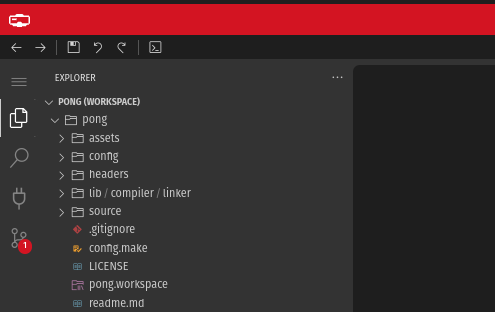 EXPLORER
PONG (WORKSPACE)
pong
assets
config
headers
lib / compiler / linker
source
.gitignore
config.make
LICENSE
pong.workspace
readme.md
1